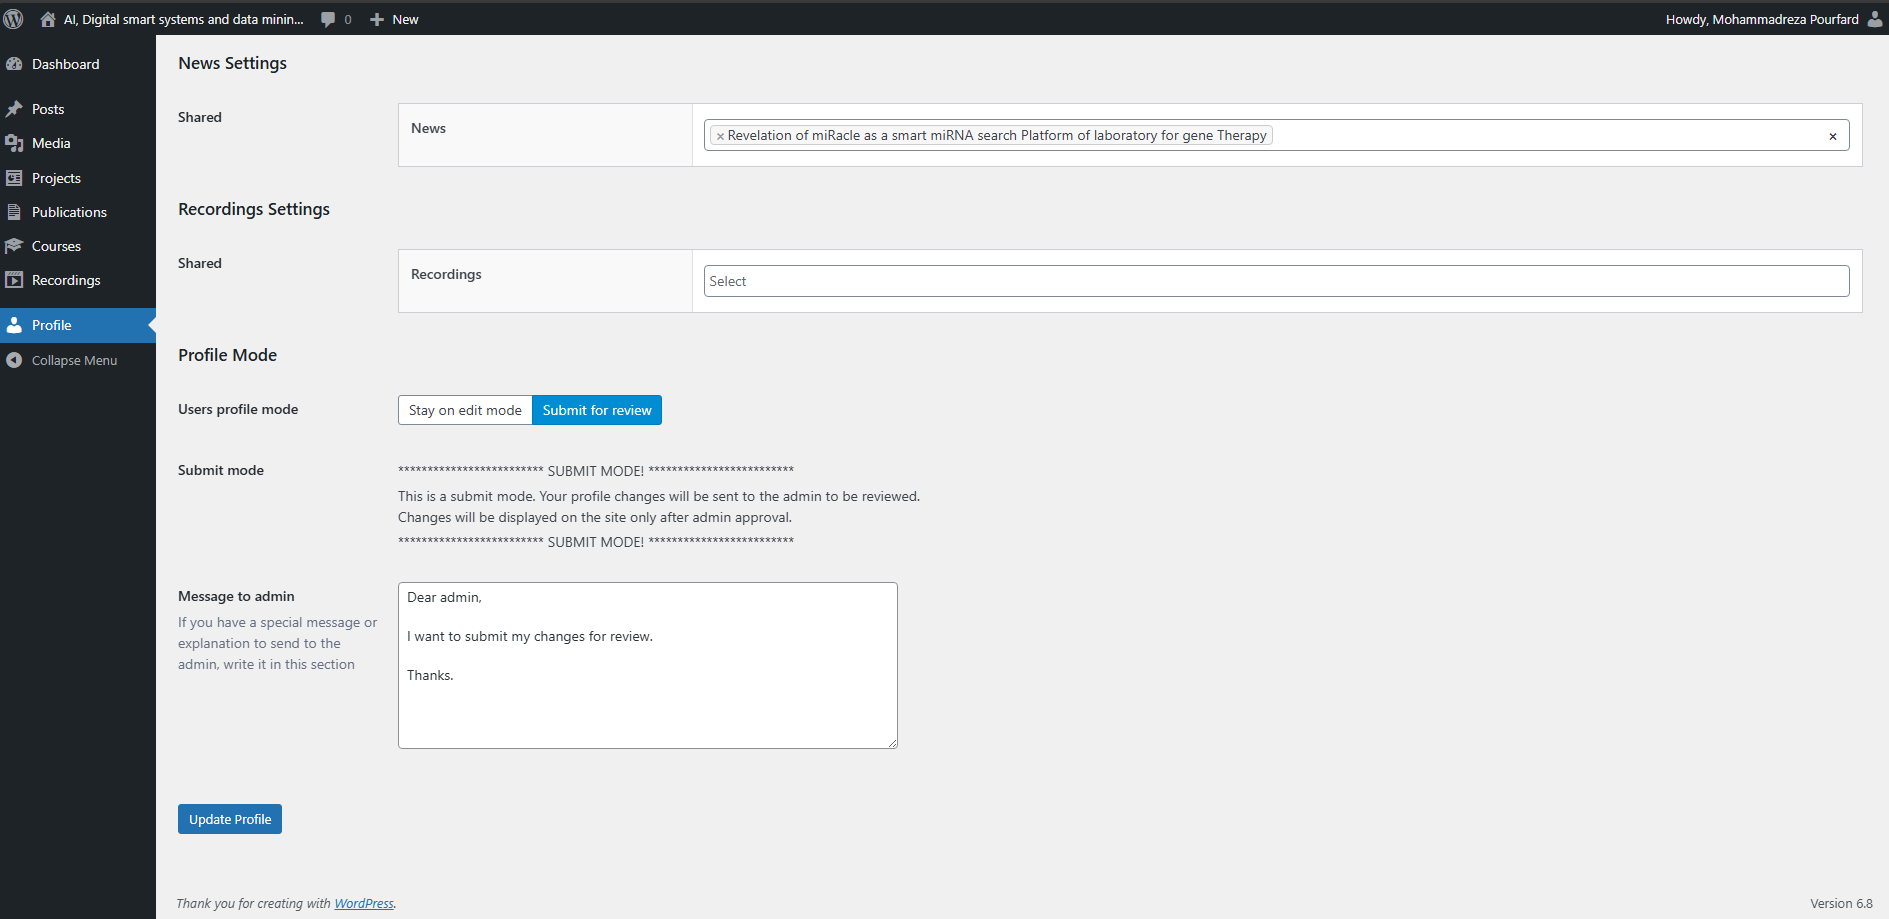 AI, Digital smart systems and data minin...
0
New
Howdy, Mohammadreza Pourfard
Dashboard
Posts
Media
Projects
Publications
Courses
Recordings
Profile
Collapse Menu
News Settings
Shared
News
× Revelation of miRacle as a smart miRNA search Platform of laboratory for gene Therapy ×
Recordings Settings
Shared
Recordings
Select
Profile Mode
Users profile mode
Stay on edit mode
Submit for review
Submit mode
************************* SUBMIT MODE! *************************
This is a submit mode. Your profile changes will be sent to the admin to be reviewed.
Changes will be displayed on the site only after admin approval.
************************* SUBMIT MODE! *************************
Message to admin
If you have a special message or
explanation to send to the
admin, write it in this section
Dear admin,
I want to submit my changes for review.
Thanks.
Update Profile
Thank you for creating with WordPress.
Version 6.8